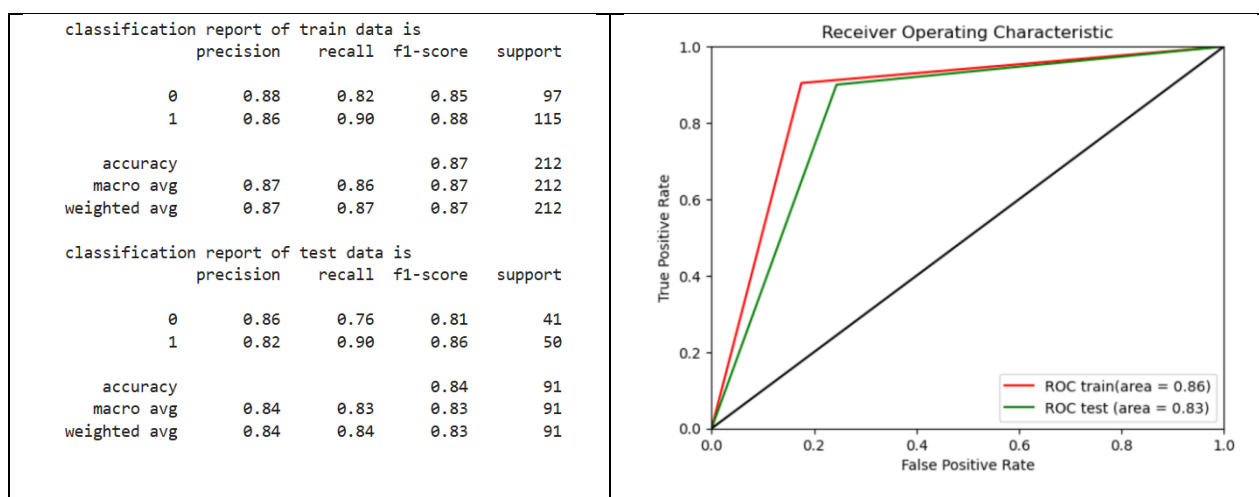 classification report of train data is
precision recall f1-score support
0 0.88 0.82 0.85 97
1 0.86 0.90 0.88 115
accuracy 0.87 212
macro avg 0.87 0.86 0.87 212
weighted avg 0.87 0.87 0.87 212
classification report of test data is
precision recall f1-score support
0 0.86 0.76 0.81 41
1 0.82 0.90 0.86 50
accuracy 0.84 91
macro avg 0.84 0.83 0.83 91
weighted avg 0.84 0.84 0.83 91
Receiver Operating Characteristic
1.0
0.8
0.6
0.4
0.2
0.0
True Positive Rate
ROC train(area = 0.86)
ROC test (area = 0.83)
0.0 0.2 0.4 0.6 0.8 1.0
False Positive Rate